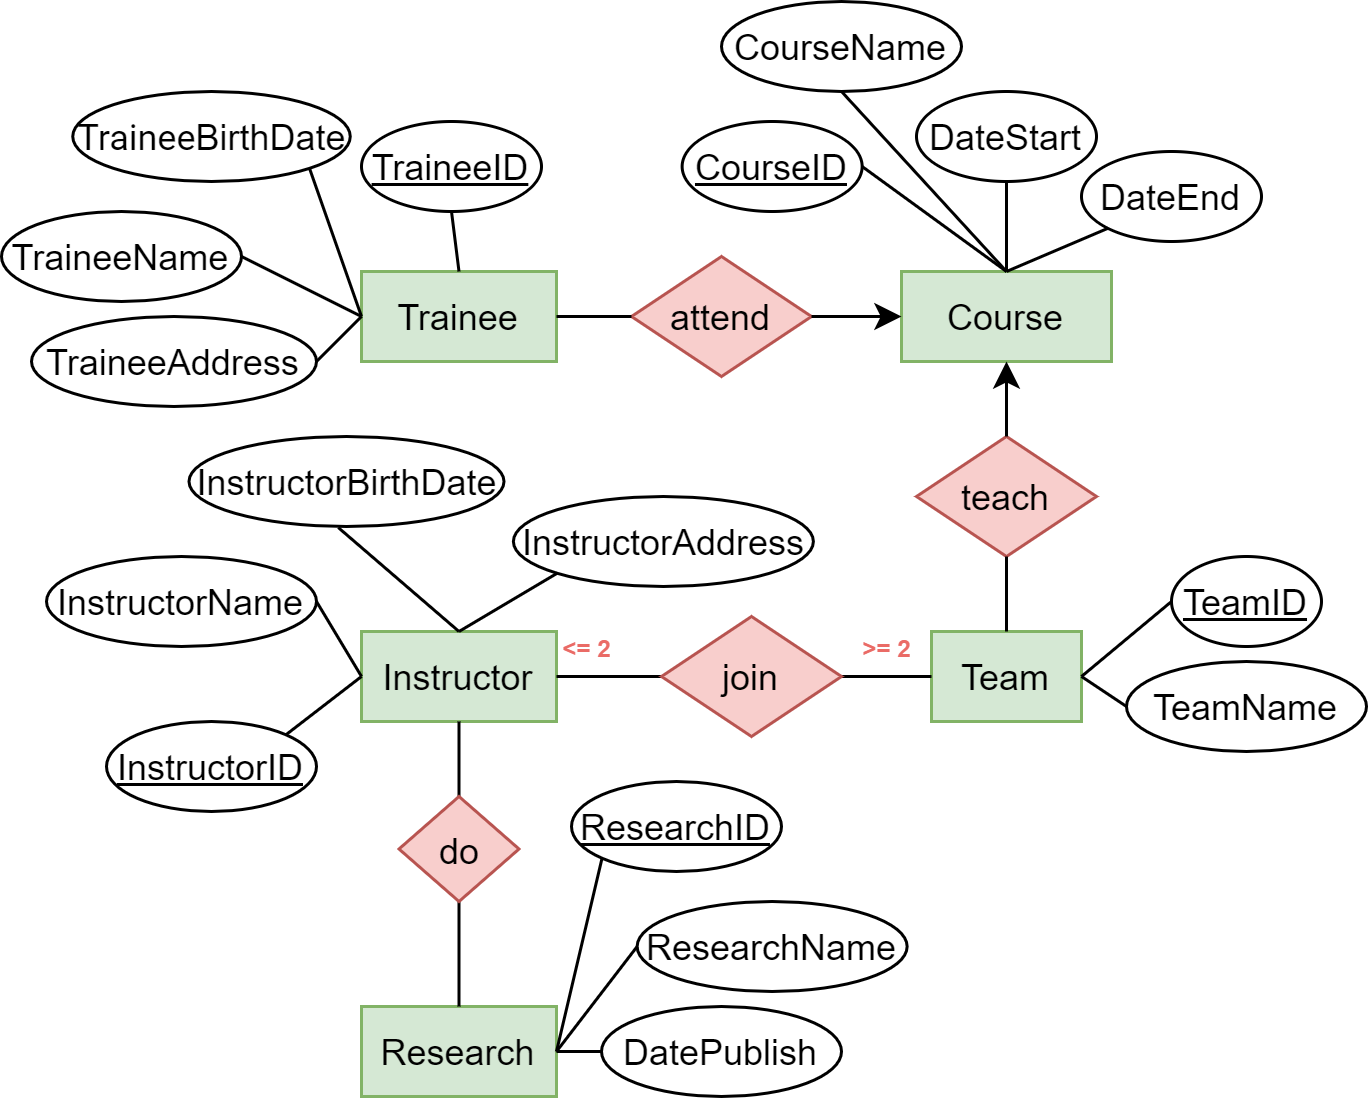 CourseName
TraineeBirthDate
TraineeID
CourseID
DateStart
DateEnd
TraineeName
Trainee
attend
Course
TraineeAddress
InstructorBirthDate
InstructorAddress
teach
InstructorName
TeamID
<= 2
>= 2
Instructor
join
Team
TeamName
InstructorID
ResearchID
do
ResearchName
Research
DatePublish